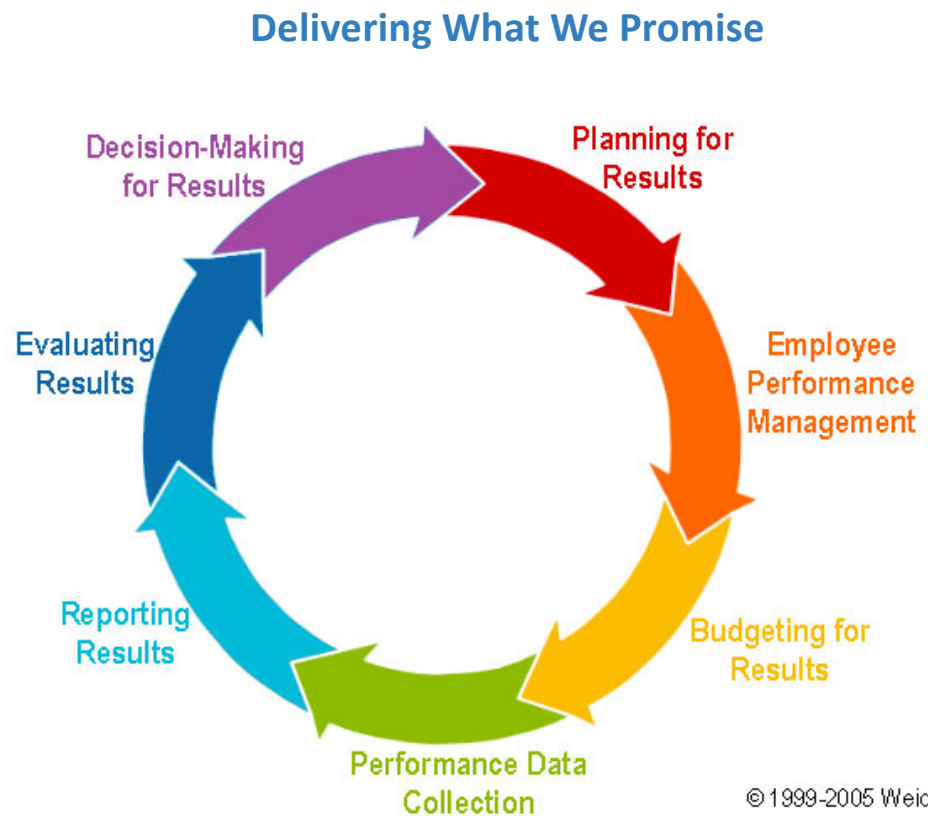 Delivering What We Promise
Decision-Making
for Results
Planning for
Results
Evaluating
Results
Employee
Performance
Management
Reporting
Results
Budgeting for
Results
Performance Data
Collection
© 1999-2005